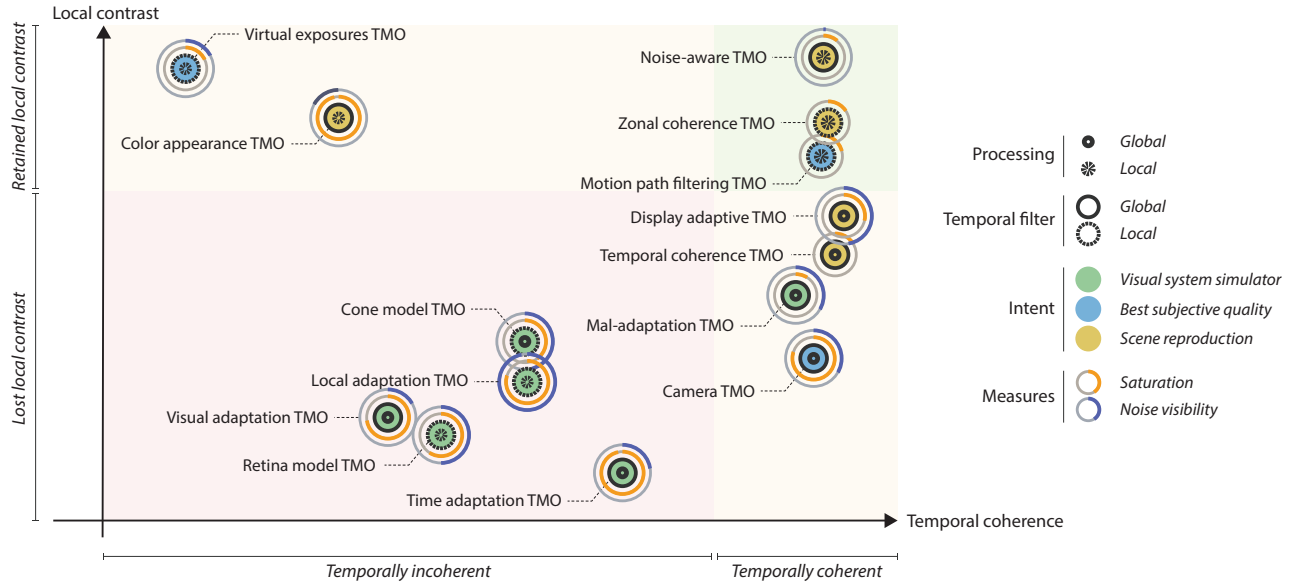 Local contrast
Virtual exposures TMO
Noise-aware TMO
Retained local contrast
Zonal coherence TMO
Color appearance TMO
Motion path filtering TMO
Display adaptive TMO
Temporal coherence TMO
Cone model TMO
Mal-adaptation TMO
Local adaptation TMO
Camera TMO
Lost local contrast
Visual adaptation TMO
Retina model TMO
Time adaptation TMO
Temporal coherence
Temporally incoherent
Temporally coherent
Processing
Global
Local
Temporal filter
Global
Local
Intent
Visual system simulator
Best subjective quality
Scene reproduction
Measures
Saturation
Noise visibility